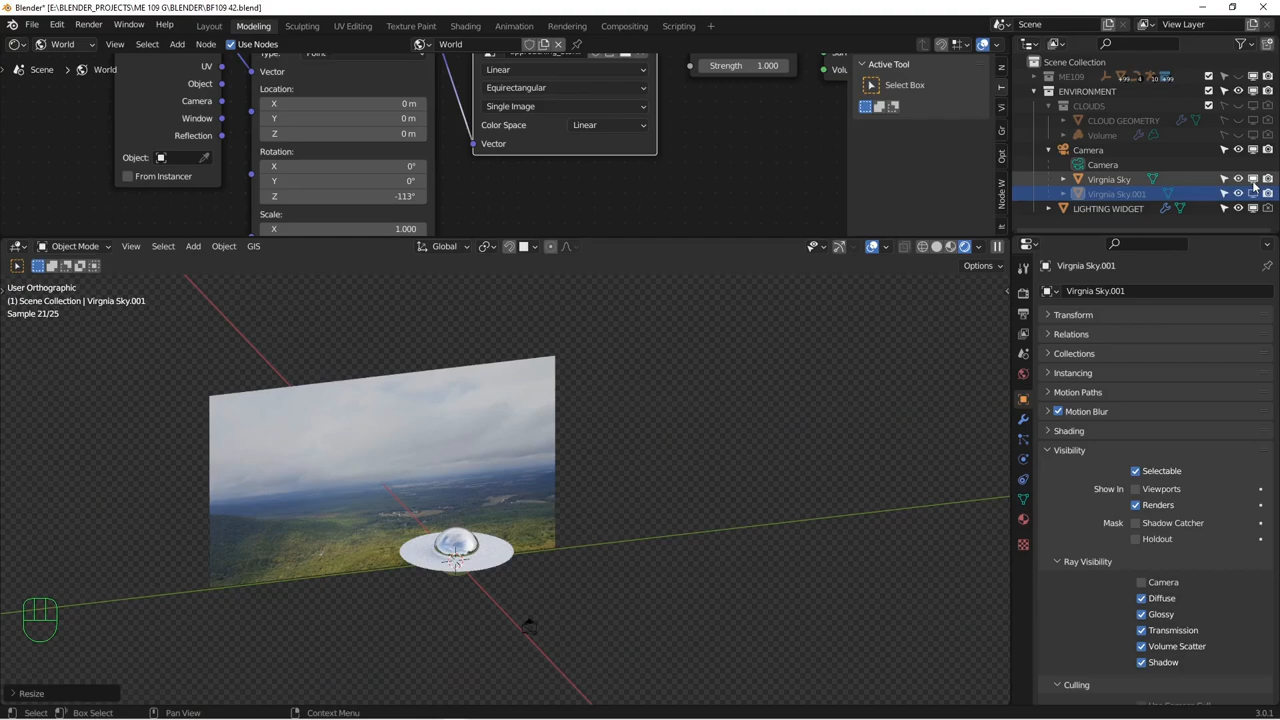 Blender* [E:\BLENDER_PROJECTS\ME 109 G\BLENDER\BF109 42.blend]
File Edit Render Window Help Layout Modeling Sculpting UV Editing Texture Paint Shading Animation Rendering Compositing Scripting + Scene View Layer
World View Select Add Node Use Nodes World
Scene World
UV
Object
Camera
Window
Reflection
Object:
From Instancer
Vector
Location:
X 0 m
Y 0 m
Z 0 m
Rotation:
X 0°
Y 0°
Z -113°
Scale:
X 1.000
Linear
Equirectangular
Single Image
Color Space Linear
Vector
Strength 1.000
Active Tool
Select Box
N
T
Vi
Gr
Opt
Node W
Scene Collection
ME109
ENVIRONMENT
CLOUDS
CLOUD GEOMETRY
Volume
Camera
Camera
Virgnia Sky
Virgnia Sky.001
LIGHTING WIDGET
Object Mode View Select Add Object GIS Global
Options
User Orthographic
(1) Scene Collection | Virgnia Sky.001
Sample 21/25
Virgnia Sky.001
Virgnia Sky.001
Transform
Relations
Collections
Instancing
Motion Paths
Motion Blur
Shading
Visibility
Selectable
Show In Viewports
Renders
Mask Shadow Catcher
Holdout
Ray Visibility
Camera
Diffuse
Glossy
Transmission
Volume Scatter
Shadow
Culling
Resize
Select Box Select Pan View Context Menu 3.0.1